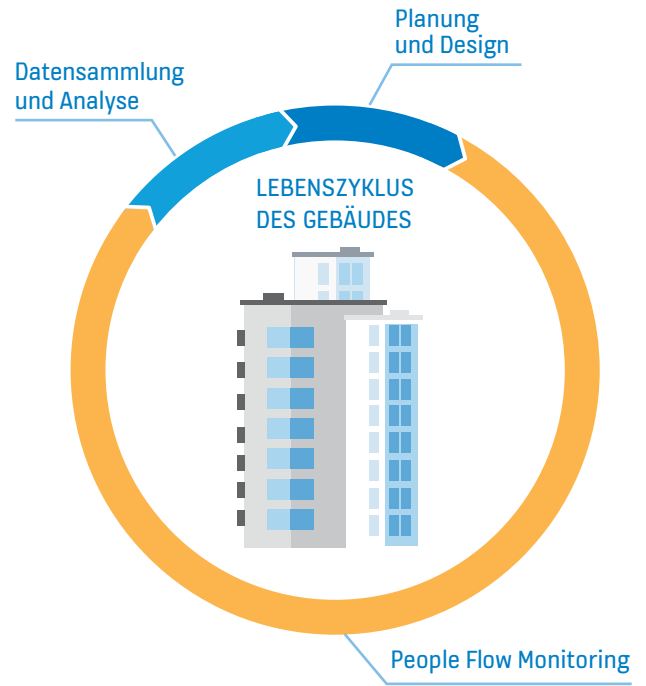 Planung
und Design
Datensammlung
und Analyse
LEBENSZYKLUS
DES GEBÄUDES
People Flow Monitoring